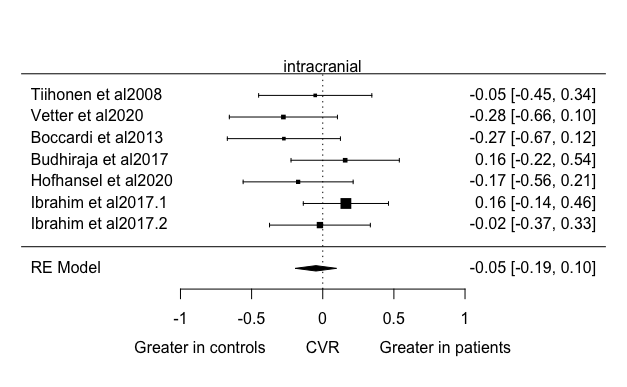 intracranial
Tiihonen et al2008 -0.05 [-0.45, 0.34]
Vetter et al2020 -0.28 [-0.66, 0.10]
Boccardi et al2013 -0.27 [-0.67, 0.12]
Budhiraja et al2017 0.16 [-0.22, 0.54]
Hofhansel et al2020 -0.17 [-0.56, 0.21]
Ibrahim et al2017.1 0.16 [-0.14, 0.46]
Ibrahim et al2017.2 -0.02 [-0.37, 0.33]
RE Model -0.05 [-0.19, 0.10]
-1 -0.5 0 0.5 1
Greater in controls CVR Greater in patients